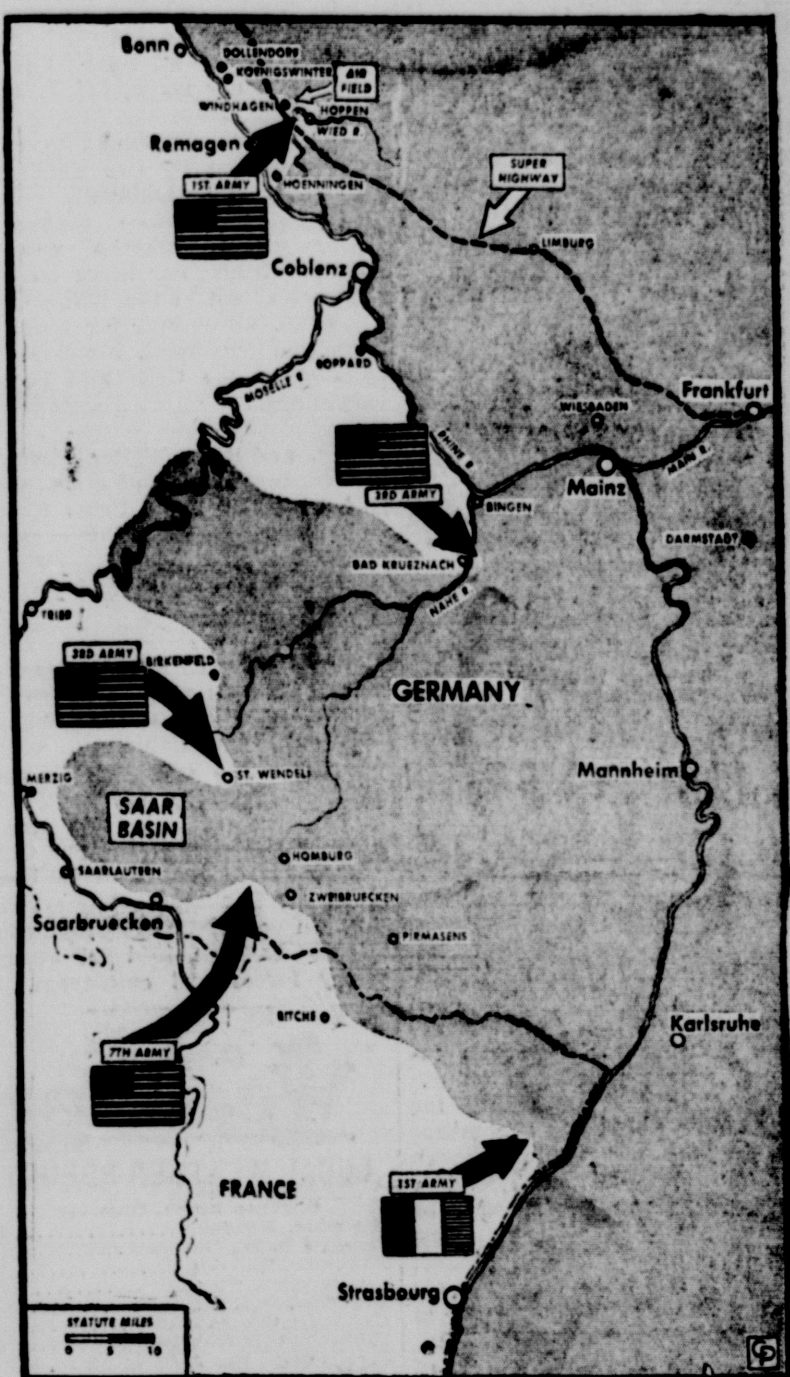 Bonn
DOLLENDORF
KOENIGSWINTER
AIR
FIELD
WINDHAGEN
HOPPEN
WIED R.
Remagen
1ST ARMY
HOENNINGEN
SUPER
HIGHWAY
LIMBURG
Coblenz
BOPPARD
MOSELLE R.
Frankfurt
WIESBADEN
RHINE R.
MAIN R.
Mainz
3RD ARMY
BINGEN
DARMSTADT
BAD KRUEZNACH
NAHE R.
TRIER
3RD ARMY
BIRKENFELD
GERMANY
ST. WENDELL
Mannheim
MERZIG
SAAR
BASIN
HOMBURG
SAARLAUTERN
ZWEIBRUECKEN
Saarbruecken
PIRMASENS
BITCHE
Karlsruhe
7TH ARMY
FRANCE
1ST ARMY
Strasbourg
STATUTE MILES
0 5 10
CP